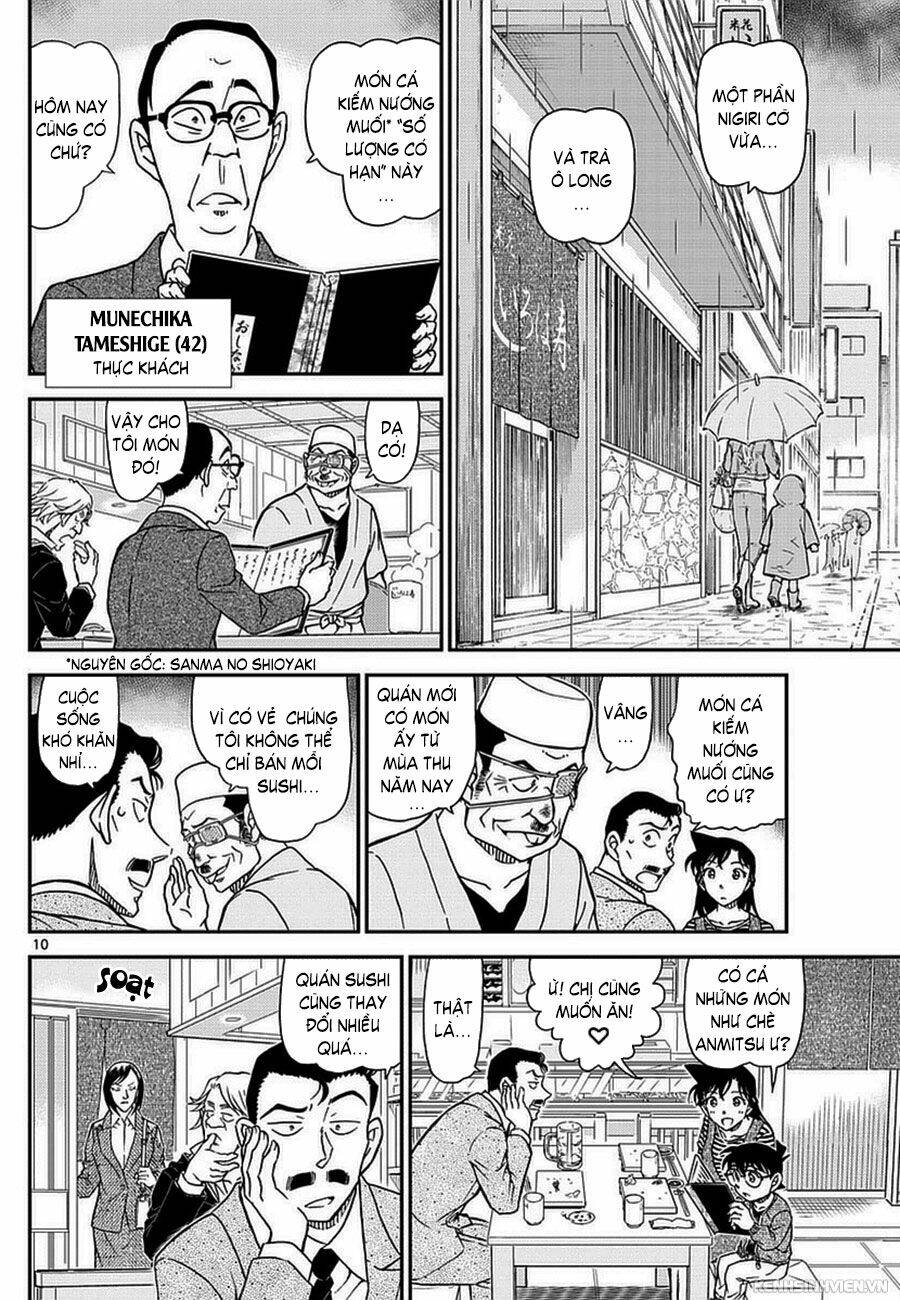 米花
MỘT PHẦN
NIGIRI CỠ
VỪA...
VÀ TRÀ
Ô LONG
...
MÓN CÁ
KIẾM NƯỚNG
MUỐI* "SỐ
LƯỢNG CÓ
HẠN" NÀY
...
HÔM NAY
CŨNG CÓ
CHỨ?
MUNECHIKA
TAMESHIGE (42)
THỰC KHÁCH
DẠ
CÓ!
VẬY CHO
TÔI MÓN
ĐÓ!
*NGUYÊN GỐC: SANMA NO SHIOYAKI
MÓN CÁ
KIẾM
NƯỚNG
MUỐI CŨNG
CÓ Ư?
VÂNG
...
QUÁN MỚI
CÓ MÓN
ẤY TỪ
MÙA THU
NĂM NAY
...
VÌ CÓ VẺ CHÚNG
TÔI KHÔNG THỂ
CHỈ BÁN MỖI
SUSHI...
CUỘC
SỐNG
KHÓ KHĂN
NHỈ...
10
CÓ CẢ
NHỮNG MÓN
NHƯ CHÈ
ANMITSU Ư?
Ừ! CHỊ CŨNG
MUỐN ĂN!
♡
THẬT
LÀ...
QUÁN SUSHI
CŨNG THAY
ĐỔI NHIỀU
QUÁ...
soạt
KENHSINHVIEN.VN